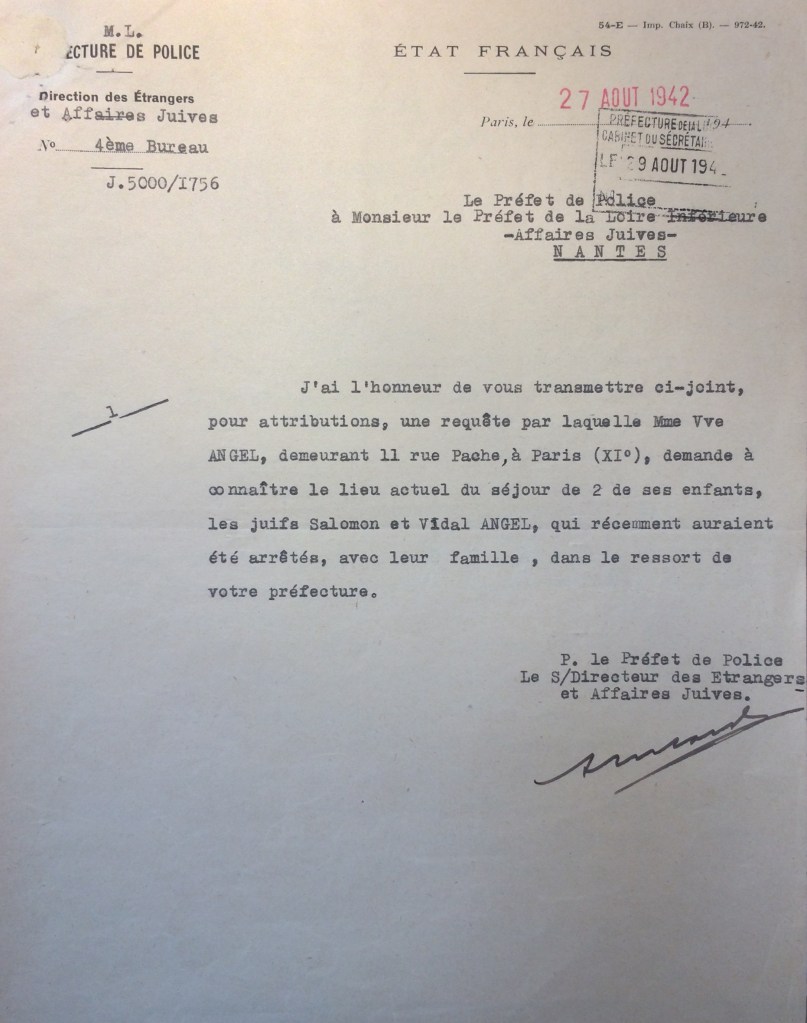 M.L.
ECTURE DE POLICE
Direction des Étrangers
et Affaires Juives
No 4ème Bureau
J.5000/1756
54-E — Imp. Chaix (B). — 972-42.
ÉTAT FRANÇAIS
27 AOUT 1942
Paris, le 194
PRÉFECTURE DE LA L
CABINET DU SECRÉTAI
LE 29 AOUT 194
Le Préfet de Police
à Monsieur le Préfet de la Loire Inférieure
-Affaires Juives-
NANTES
1
J'ai l'honneur de vous transmettre ci-joint,
pour attributions, une requête par laquelle Mme Vve
ANGEL, demeurant 11 rue Pache, à Paris (XI°), demande à
connaître le lieu actuel du séjour de 2 de ses enfants,
les juifs Salomon et Vidal ANGEL, qui récemment auraient
été arrêtés, avec leur famille , dans le ressort de
votre préfecture.
P. le Préfet de Police
Le S/Directeur des Etrangers
et Affaires Juives.